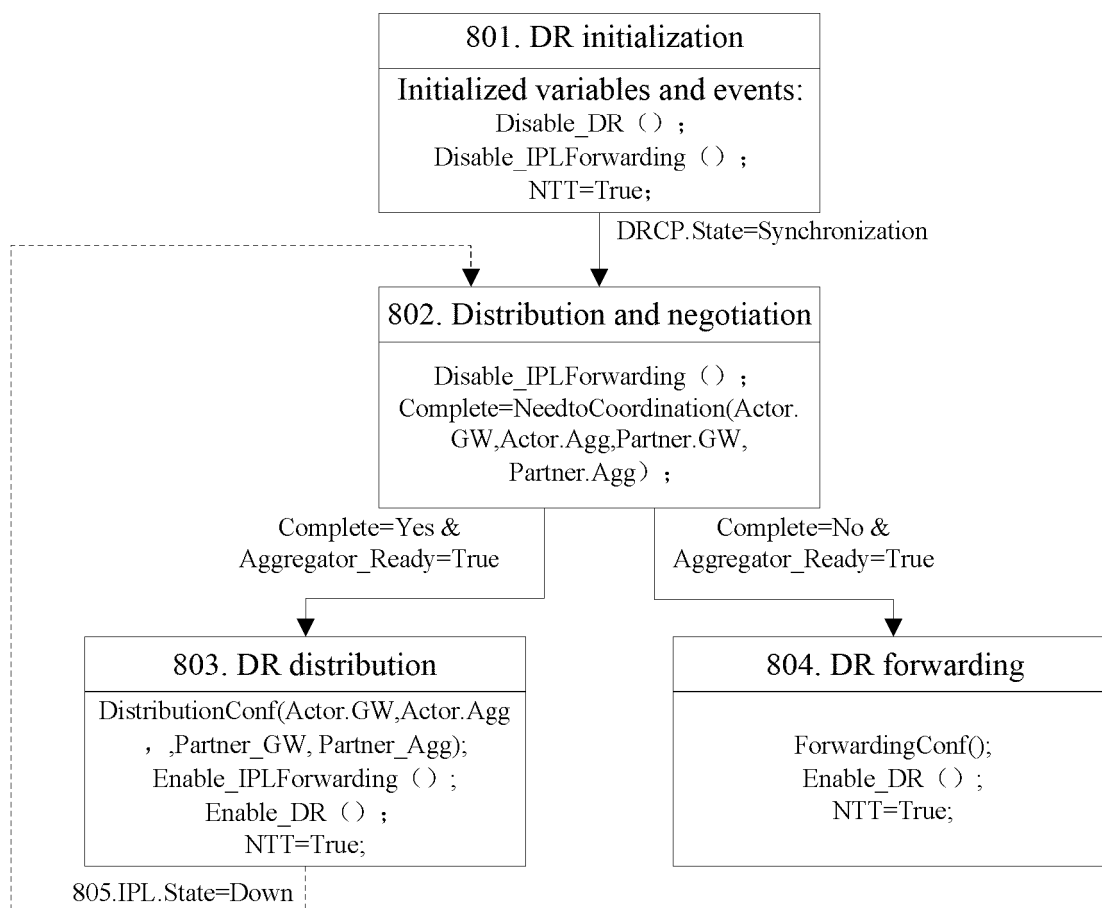 801. DR initialization
Initialized variables and events:
Disable_DR（）；
Disable_IPLForwarding（）；
NTT=True；
DRCP.State=Synchronization
802. Distribution and negotiation
Disable_IPLForwarding（）；
Complete=NeedtoCoordination(Actor.
GW,Actor.Agg,Partner.GW,
Partner.Agg）；
Complete=Yes &
Aggregator_Ready=True
Complete=No &
Aggregator_Ready=True
803. DR distribution
DistributionConf(Actor.GW,Actor.Agg
，,Partner_GW, Partner_Agg);
Enable_IPLForwarding（）;
Enable_DR（）；
NTT=True;
804. DR forwarding
ForwardingConf();
Enable_DR（）;
NTT=True;
805.IPL.State=Down